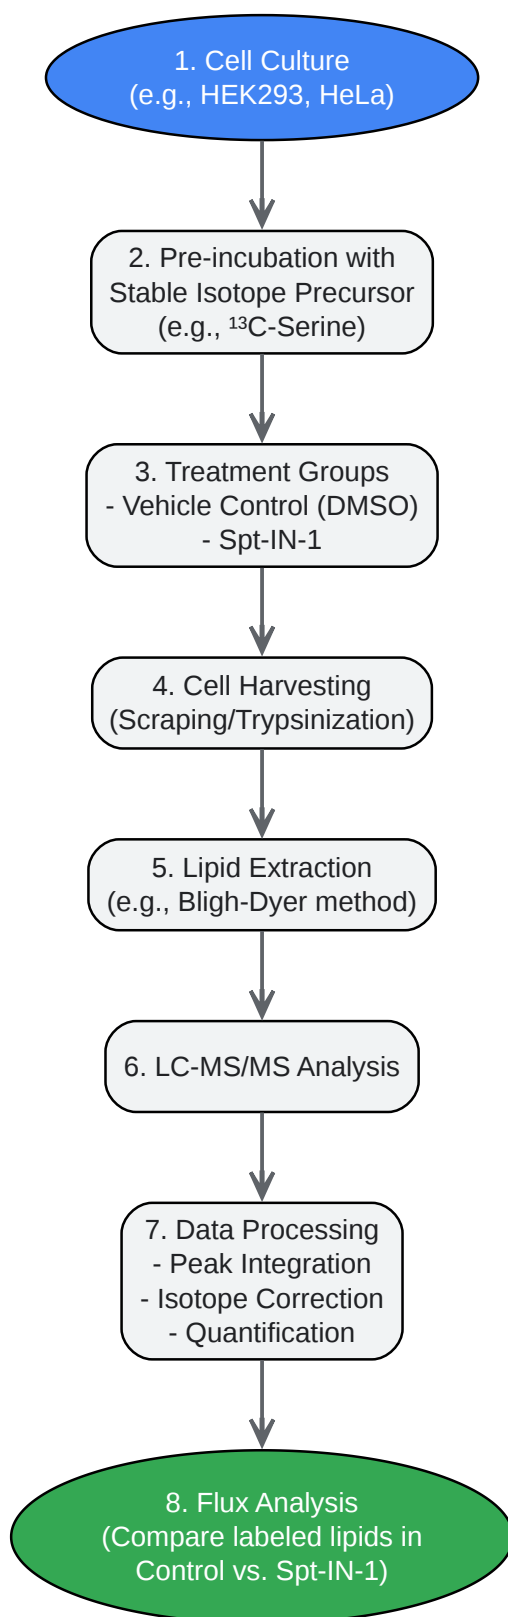 1. Cell Culture
(e.g., HEK293, HeLa)
2. Pre-incubation with
Stable Isotope Precursor
(e.g., ¹³C-Serine)
3. Treatment Groups
- Vehicle Control (DMSO)
- Spt-IN-1
4. Cell Harvesting
(Scraping/Trypsinization)
5. Lipid Extraction
(e.g., Bligh-Dyer method)
6. LC-MS/MS Analysis
7. Data Processing
- Peak Integration
- Isotope Correction
- Quantification
8. Flux Analysis
(Compare labeled lipids in
Control vs. Spt-IN-1)